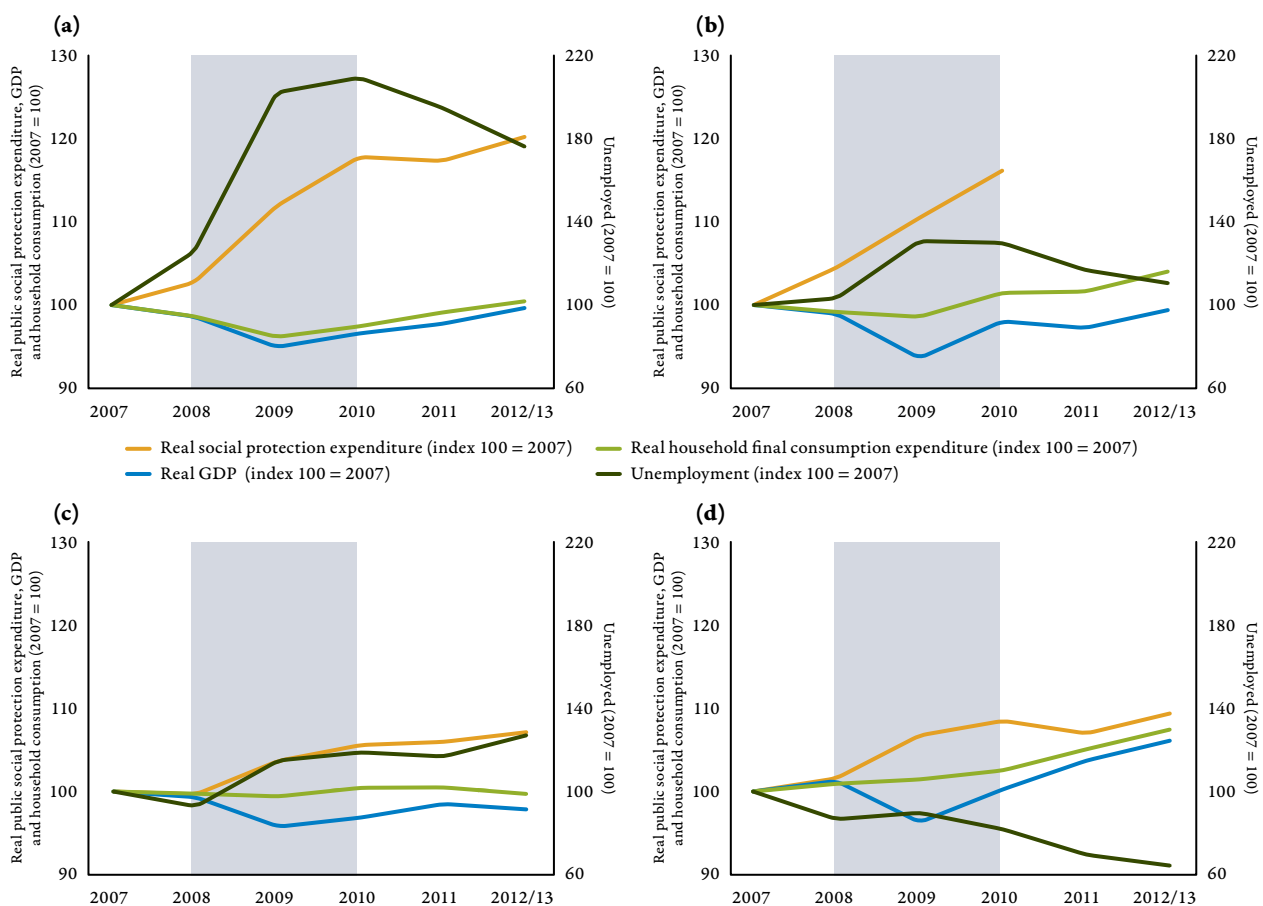 (a)
Real public social protection expenditure, GDP
and household consumption (2007 = 100)
130
120
110
100
90
220
180
140
100
60
Unemployed (2007 = 100)
2007 2008 2009 2010 2011 2012/13
(b)
Real public social protection expenditure, GDP
and household consumption (2007 = 100)
130
120
110
100
90
220
180
140
100
60
Unemployed (2007 = 100)
2007 2008 2009 2010 2011 2012/13
Real social protection expenditure (index 100 = 2007)
Real household final consumption expenditure (index 100 = 2007)
Real GDP (index 100 = 2007)
Unemployment (index 100 = 2007)
(c)
Real public social protection expenditure, GDP
and household consumption (2007 = 100)
130
120
110
100
90
220
180
140
100
60
Unemployed (2007 = 100)
2007 2008 2009 2010 2011 2012/13
(d)
Real public social protection expenditure, GDP
and household consumption (2007 = 100)
130
120
110
100
90
220
180
140
100
60
Unemployed (2007 = 100)
2007 2008 2009 2010 2011 2012/13